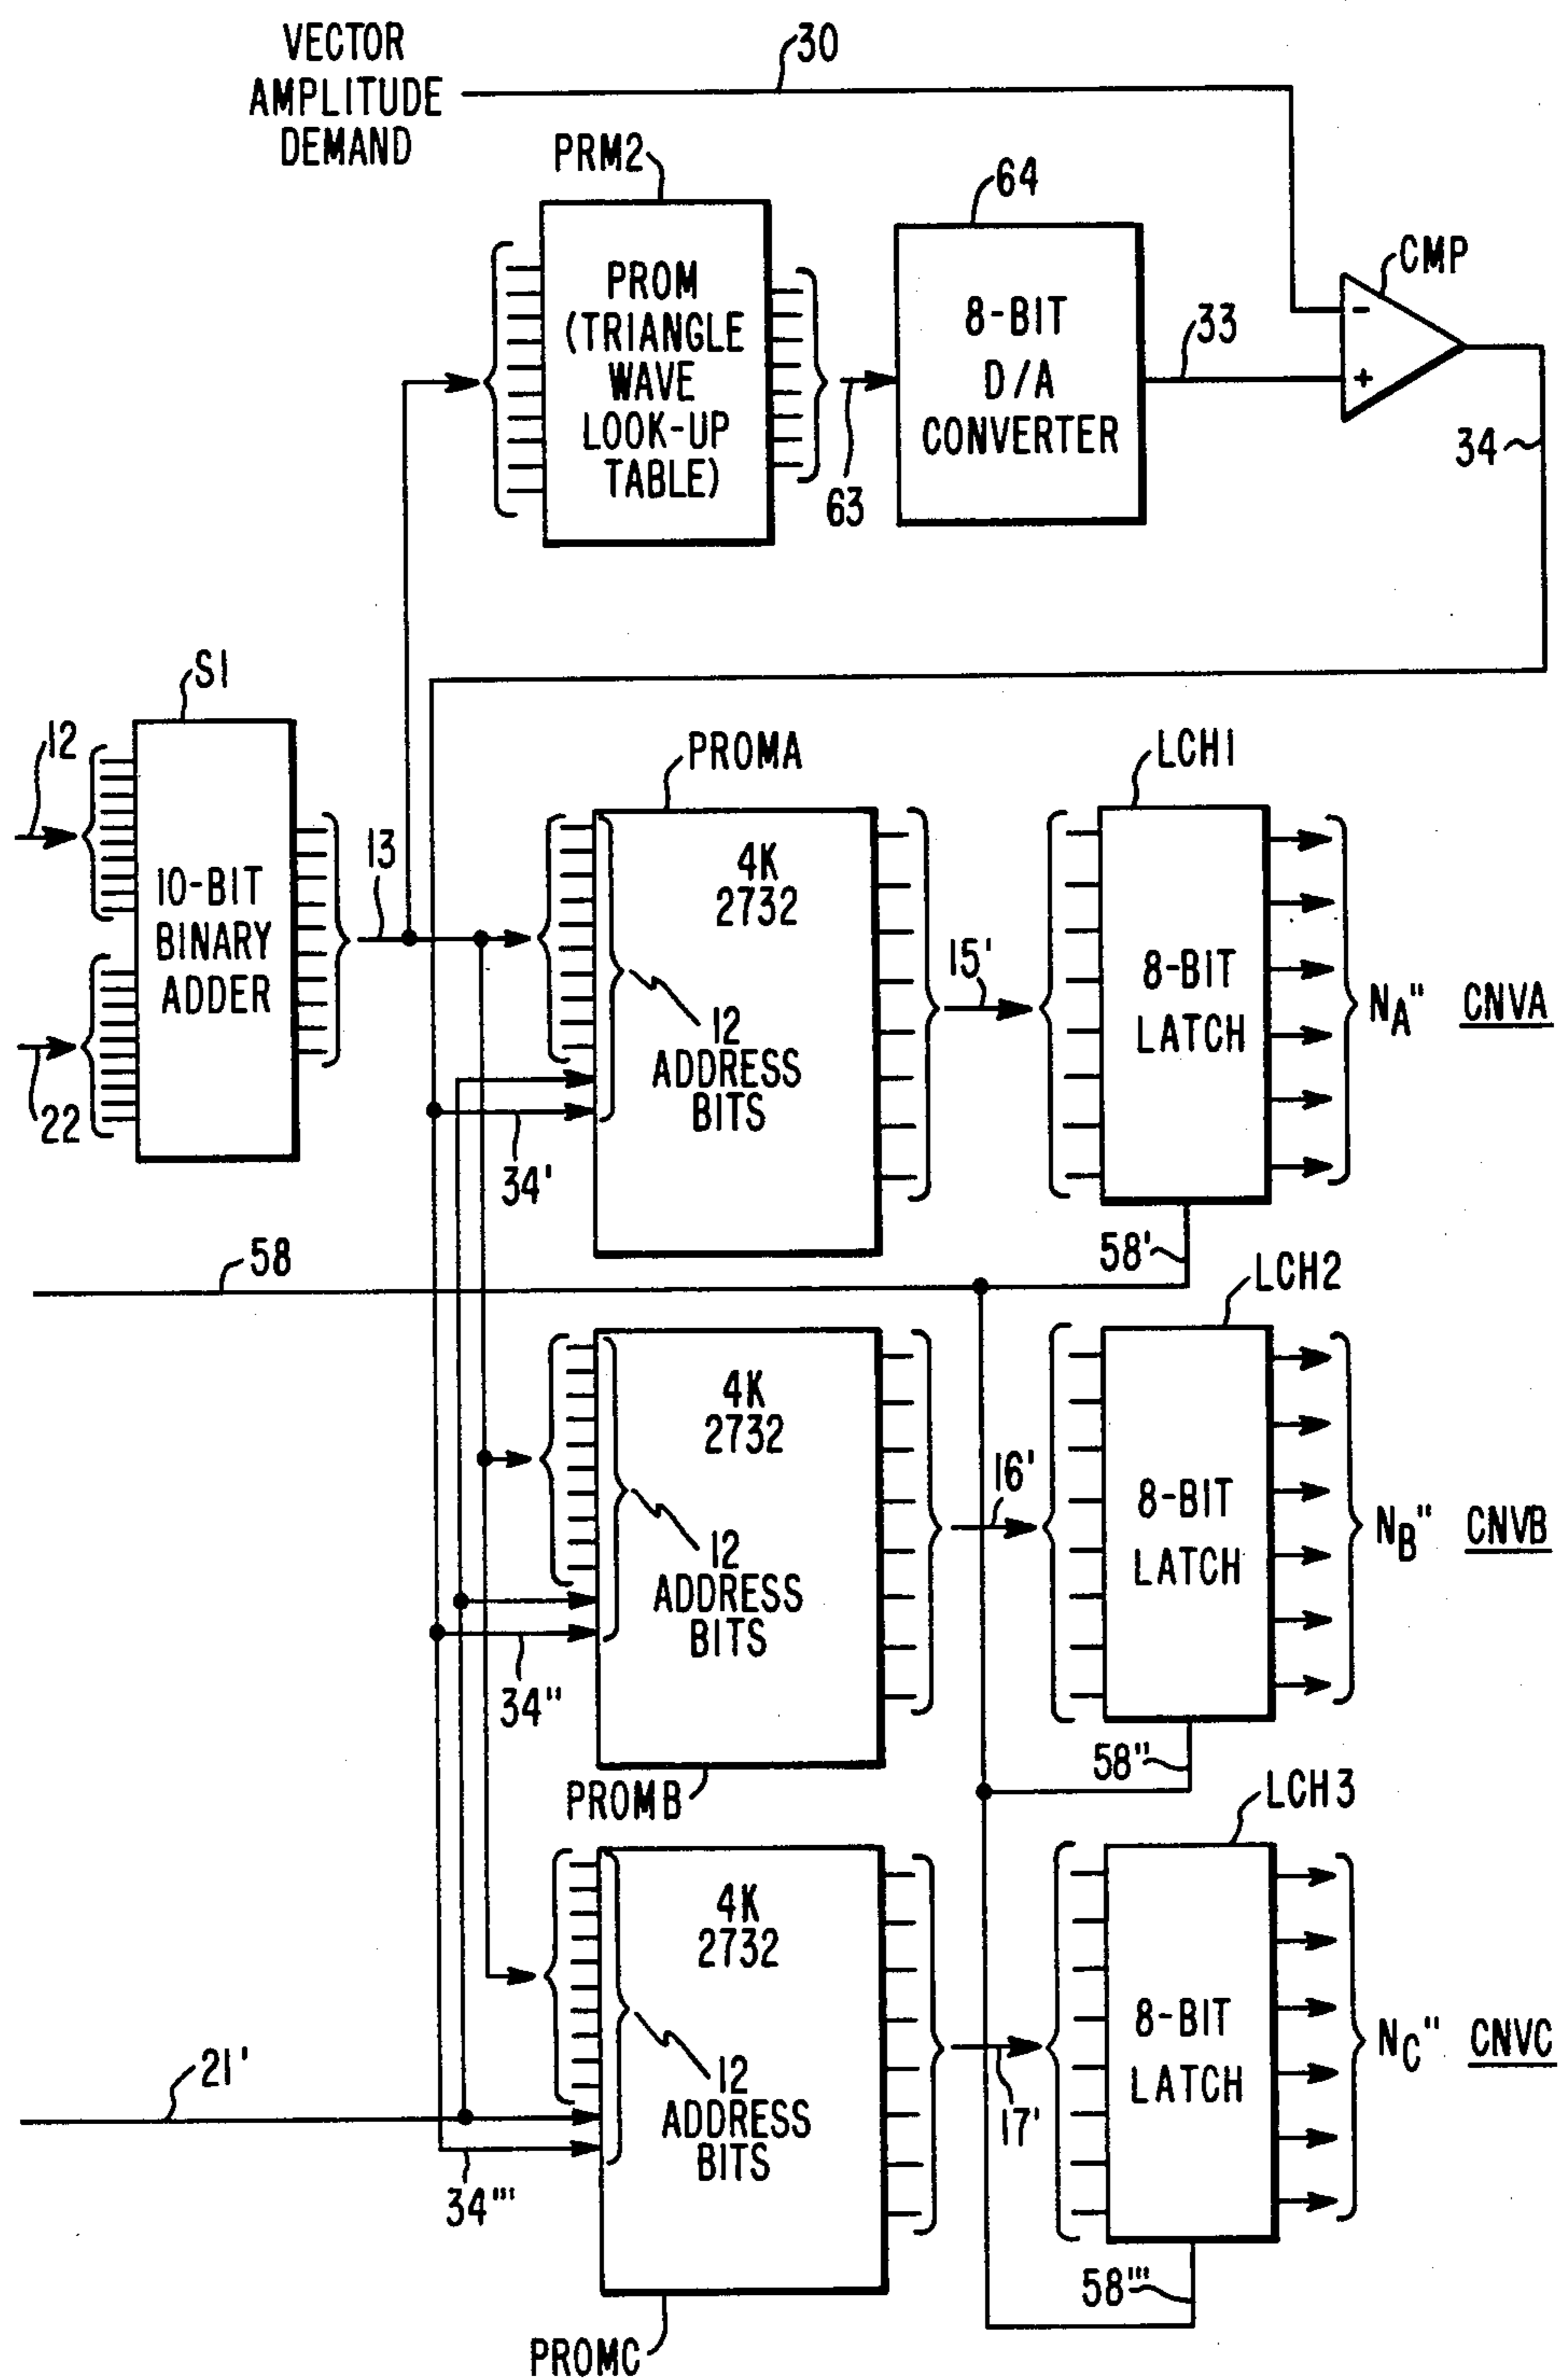 VECTOR
AMPLITUDE
DEMAND
30
PRM2
64
CMP
PROM
(TRIANGLE
WAVE
LOOK-UP
TABLE)
63
8-BIT
D/A
CONVERTER
33
-
+
34
S1
12
22
10-BIT
BINARY
ADDER
13
PROMA
4K
2732
12
ADDRESS
BITS
34'
15'
LCH1
8-BIT
LATCH
NA" CNVA
58
58'
4K
2732
12
ADDRESS
BITS
34"
PROMB
16'
LCH2
8-BIT
LATCH
NB" CNVB
58"
21'
4K
2732
12
ADDRESS
BITS
34'''
PROMC
17'
LCH3
8-BIT
LATCH
NC" CNVC
58'''